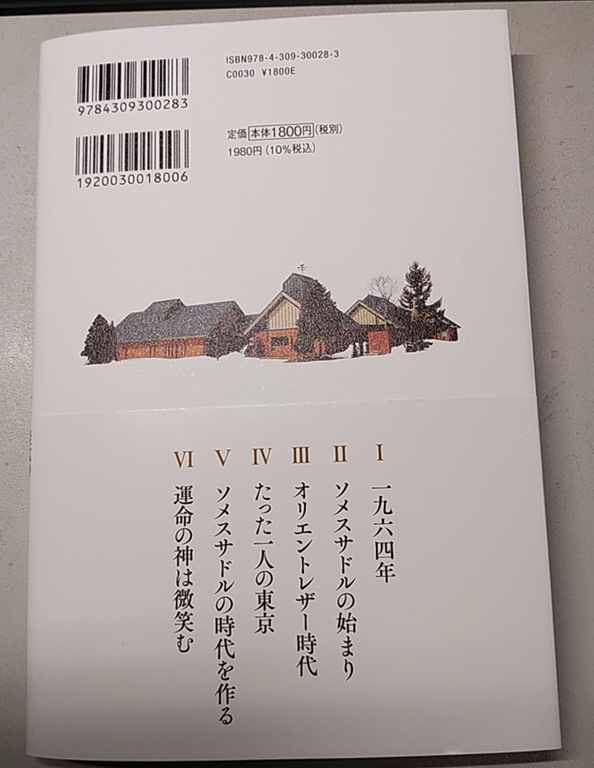 ISBN978-4-309-30028-3
C0030 ¥1800E
9784309300283
定価 本体1800円(税別)
1980円(10%税込)
1920030018006
I 一九六四年
II ソメスサドルの始まり
III オリエントレザー時代
IV たった一人の東京
V ソメスサドルの時代を作る
VI 運命の神は微笑む